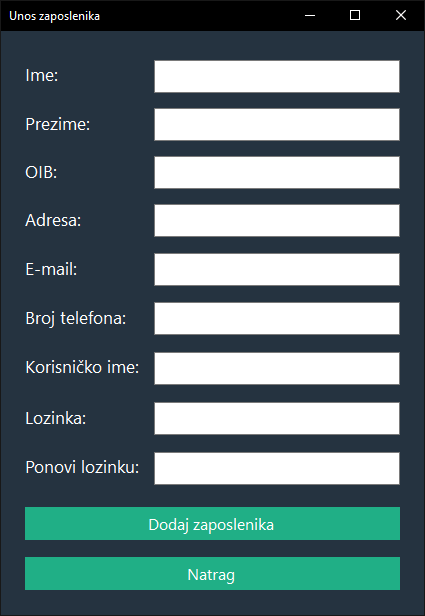 Unos zaposlenika
Ime:
Prezime:
OIB:
Adresa:
E-mail:
Broj telefona:
Korisničko ime:
Lozinka:
Ponovi lozinku:
Dodaj zaposlenika
Natrag